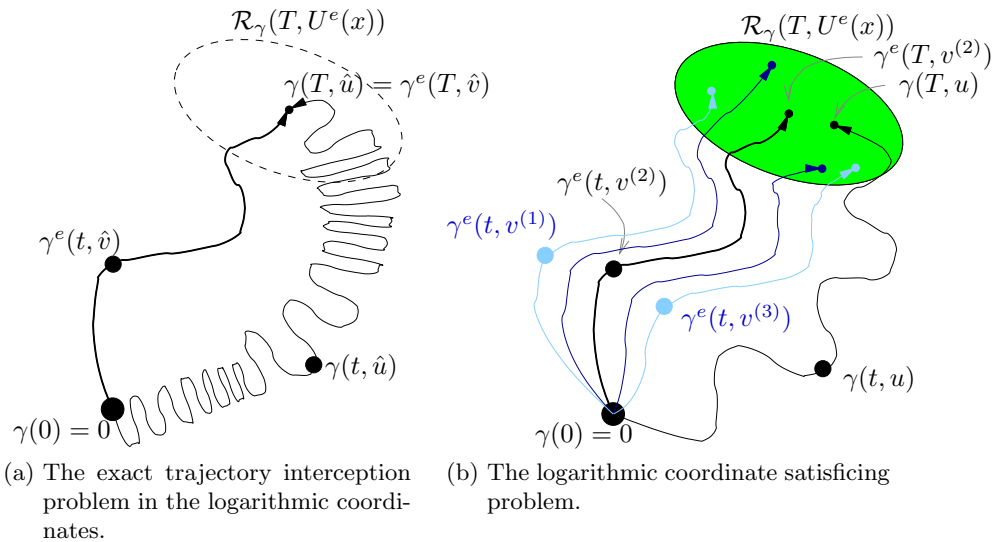 𝓡_γ(T, U^e(x))
γ(T, û) = γ^e(T, v̂)
γ^e(t, v̂)
γ(t, û)
γ(0) = 0
(a) The exact trajectory interception
problem in the logarithmic coordi-
nates.
𝓡_γ(T, U^e(x))
γ^e(T, v^(2))
γ(T, u)
γ^e(t, v^(2))
γ^e(t, v^(1))
γ^e(t, v^(3))
γ(t, u)
γ(0) = 0
(b) The logarithmic coordinate satisficing
problem.